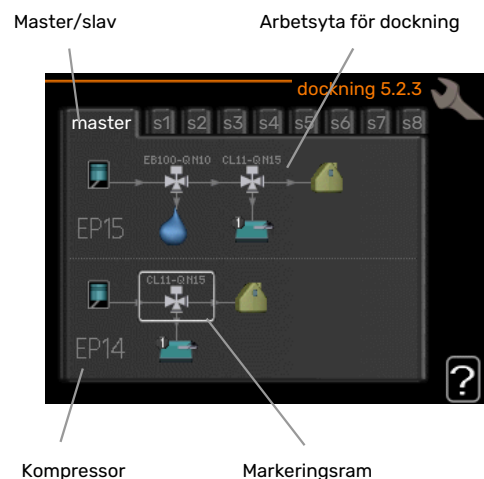 Master/slav
Arbetsyta för dockning
dockning 5.2.3
master s1 s2 s3 s4 s5 s6 s7 s8
EB100-QN10 CL11-QN15
1
EP15
CL11-QN15
1
EP14
?
Kompressor
Markeringsram